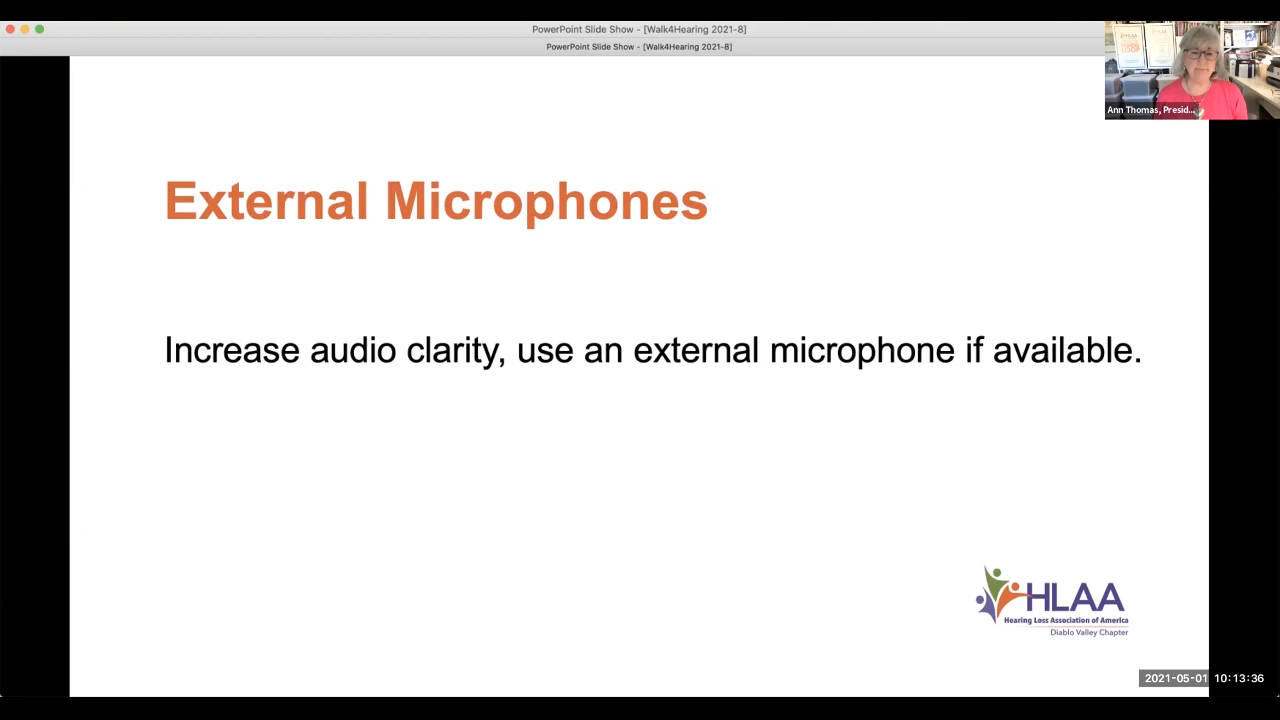 PowerPoint Slide Show - [Walk4Hearing 2021-8]
PowerPoint Slide Show - [Walk4Hearing 2021-8]
HLAA
Ann Thomas, Presid...
External Microphones
Increase audio clarity, use an external microphone if available.
HLAA
Hearing Loss Association of America
Diablo Valley Chapter
2021-05-01 10:13:36